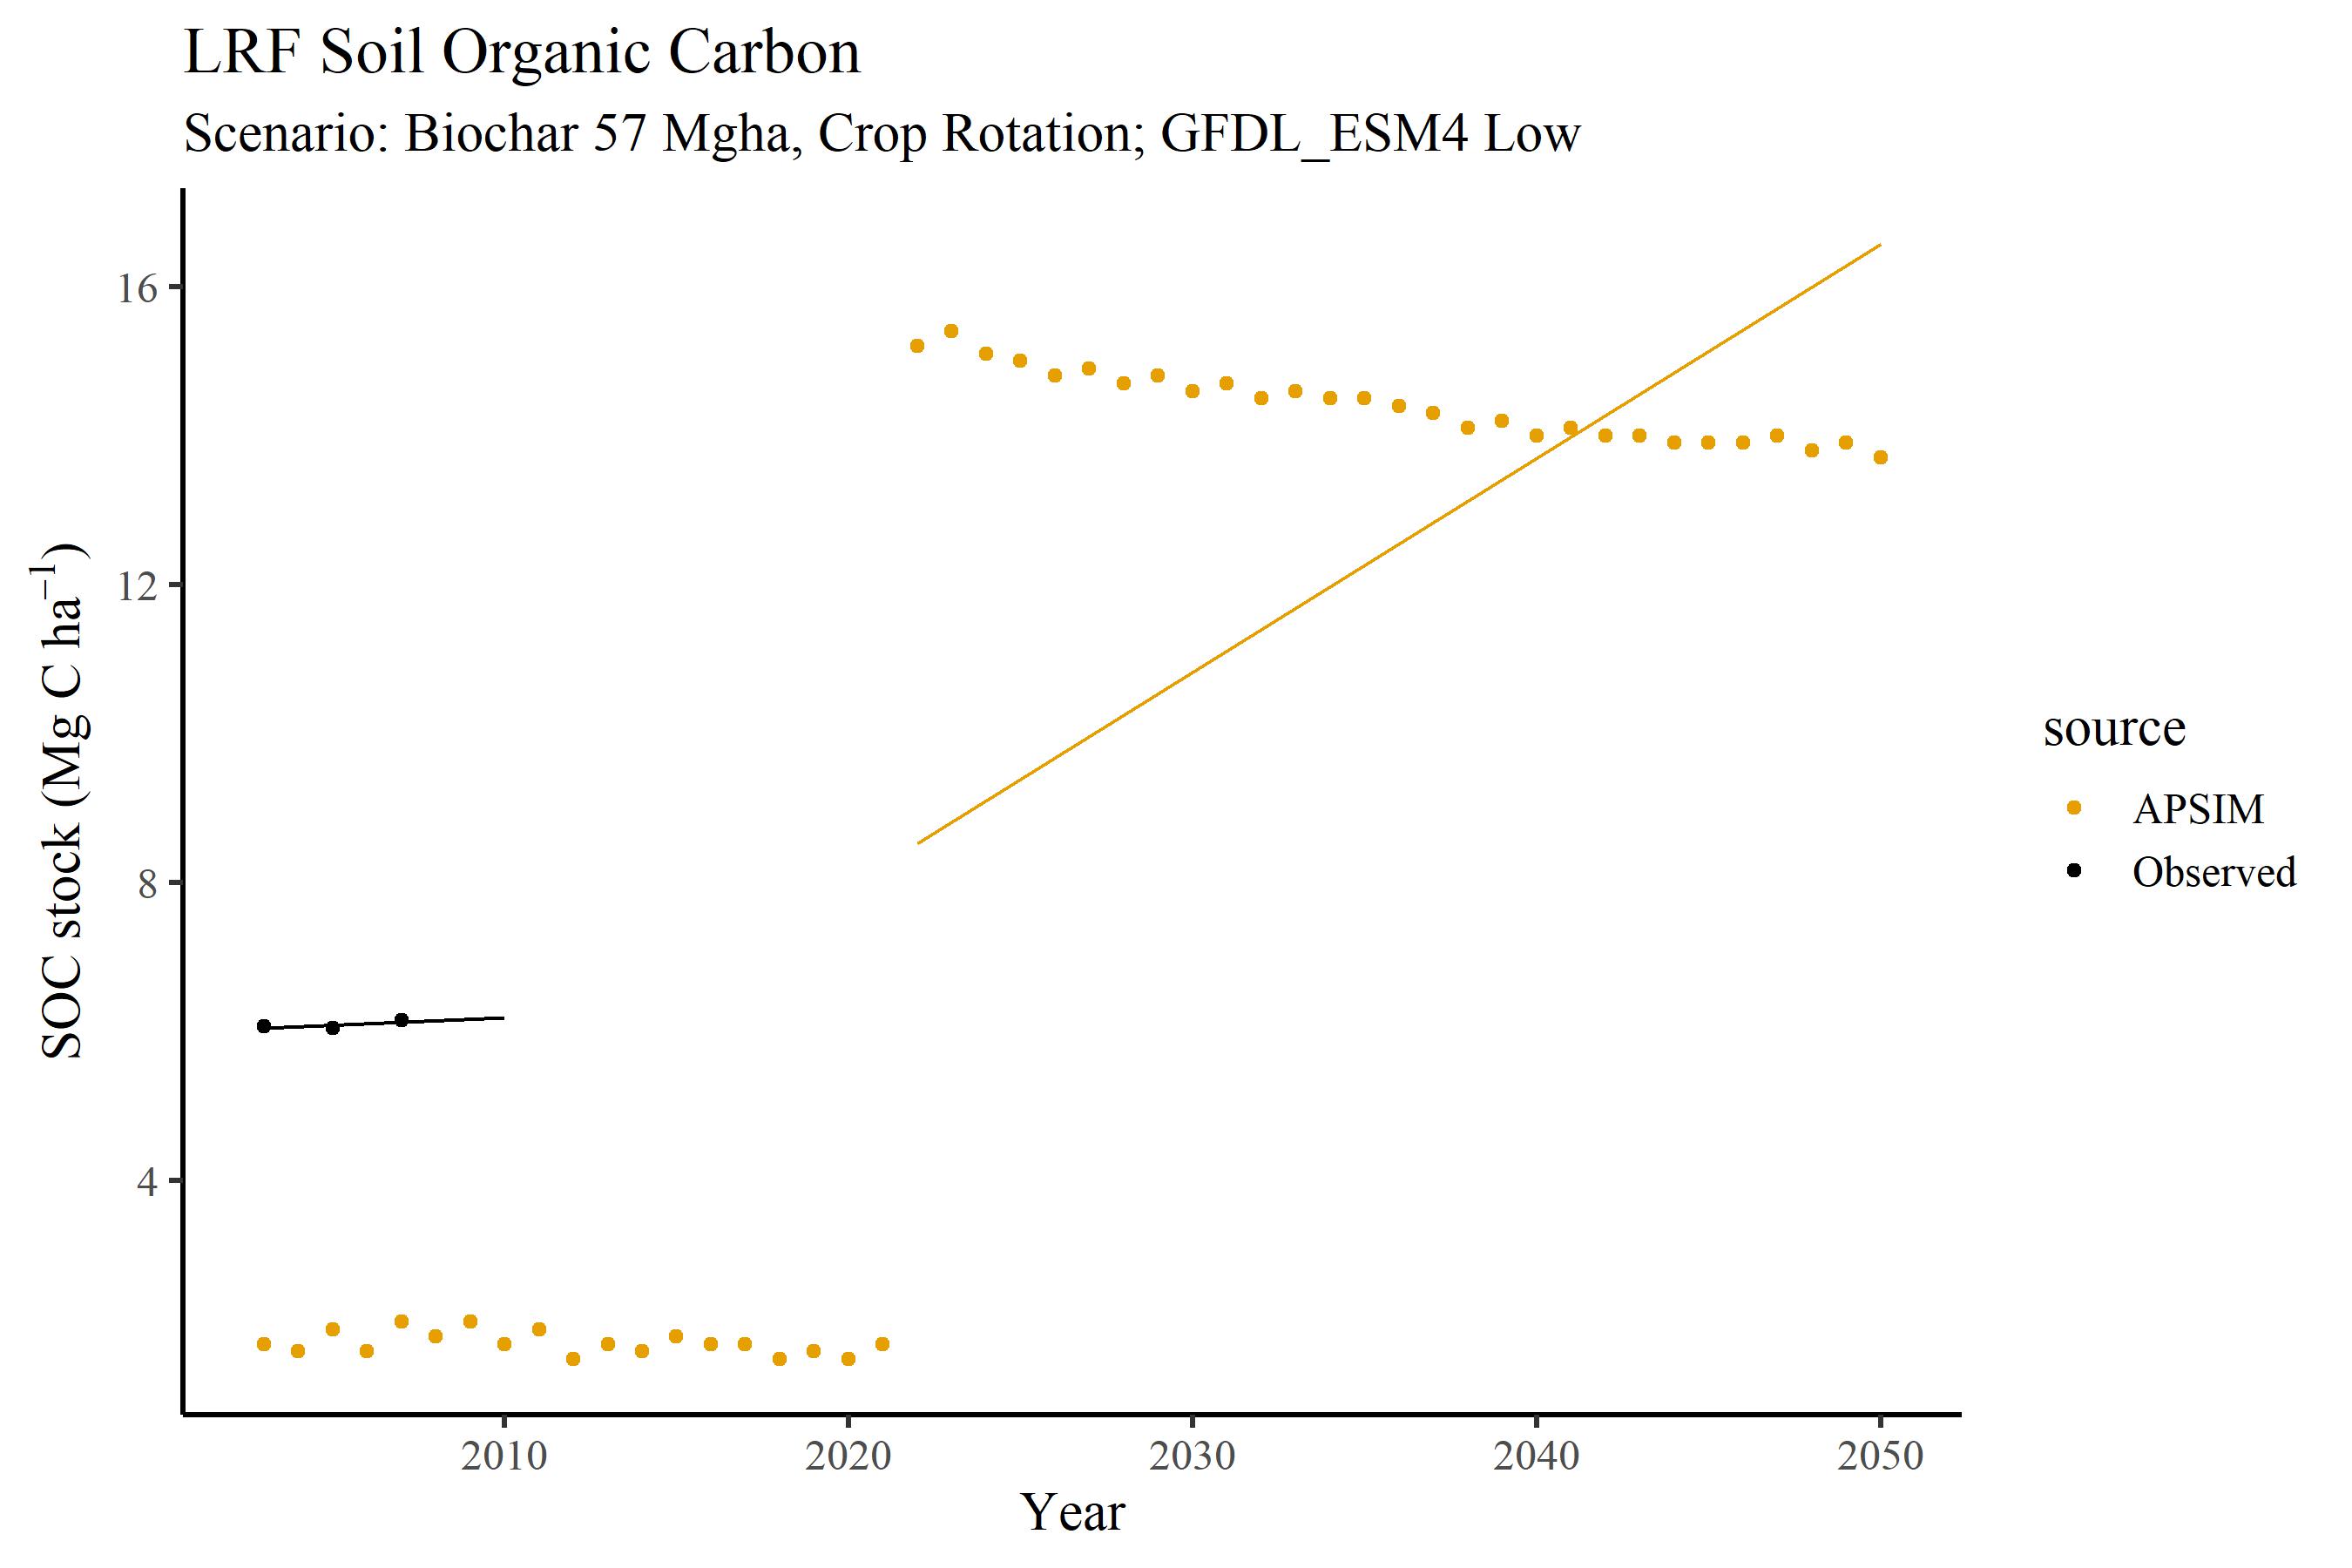 LRF Soil Organic Carbon
Scenario: Biochar 57 Mgha, Crop Rotation; GFDL_ESM4 Low
SOC stock (Mg C ha⁻¹)
16
12
8
4
2010
2020
2030
2040
2050
Year
source
APSIM
Observed